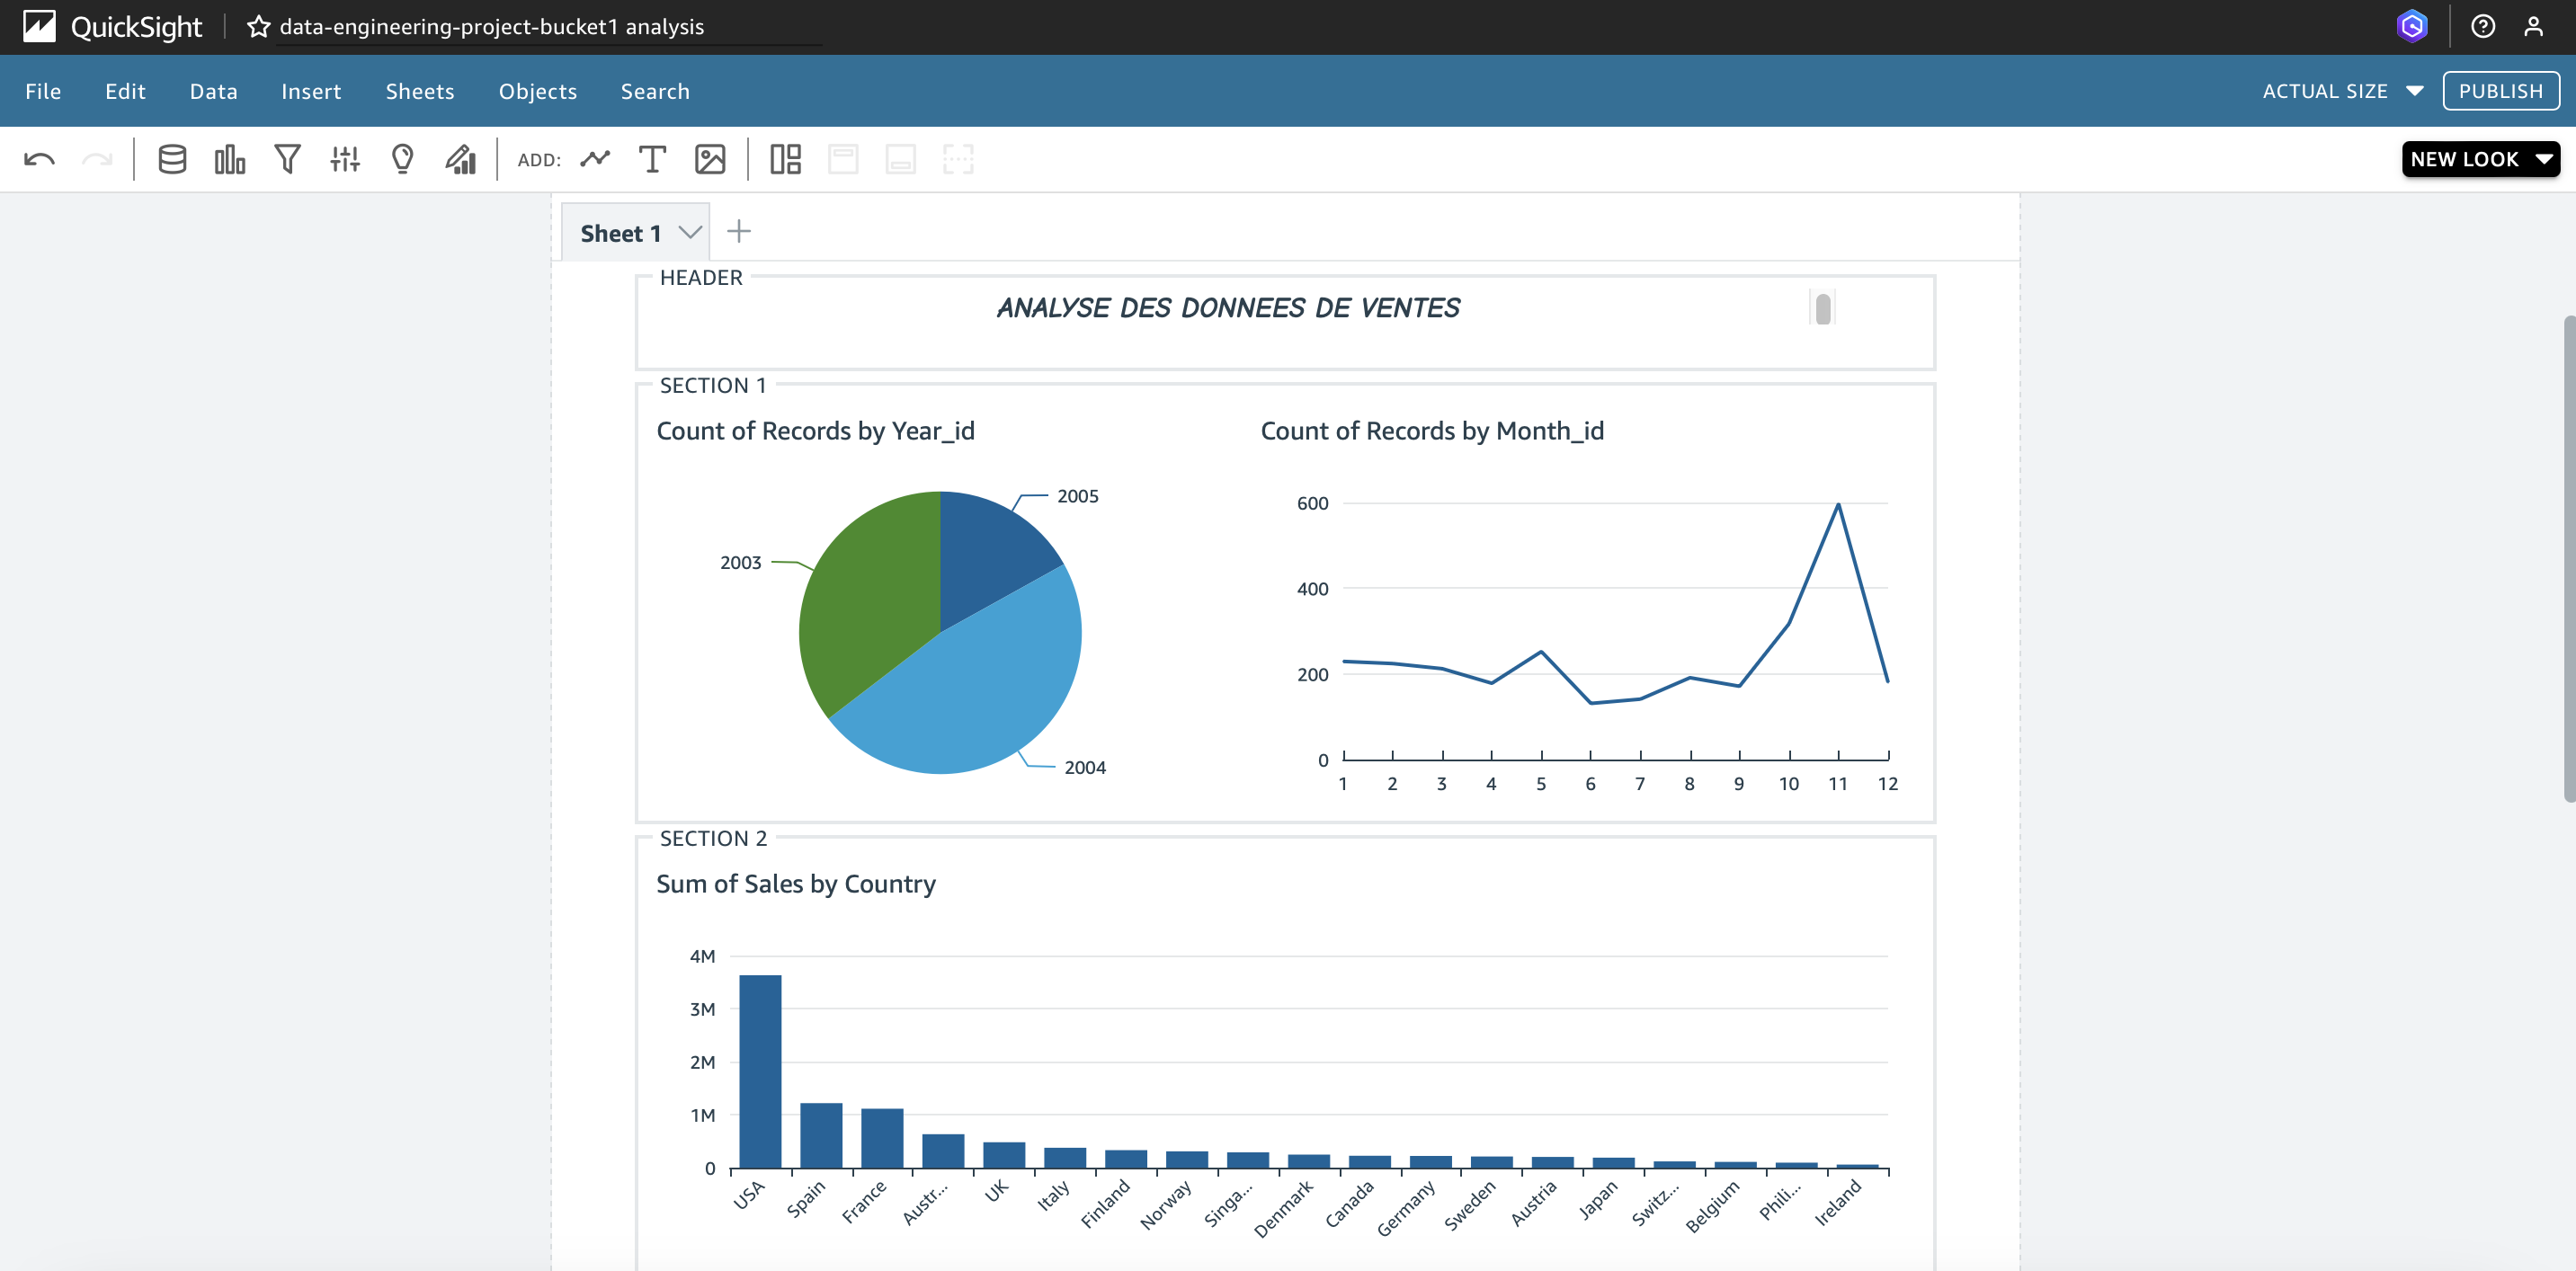 QuickSight data-engineering-project-bucket1 analysis
File Edit Data Insert Sheets Objects Search ACTUAL SIZE PUBLISH
ADD: NEW LOOK
Sheet 1
HEADER
ANALYSE DES DONNEES DE VENTES
SECTION 1
Count of Records by Year_id
2005
2003
2004
Count of Records by Month_id
600
400
200
0
1 2 3 4 5 6 7 8 9 10 11 12
SECTION 2
Sum of Sales by Country
4M
3M
2M
1M
0
USA Spain France Austr... UK Italy Finland Norway Singa... Denmark Canada Germany Sweden Austria Japan Switz... Belgium Phili... Ireland